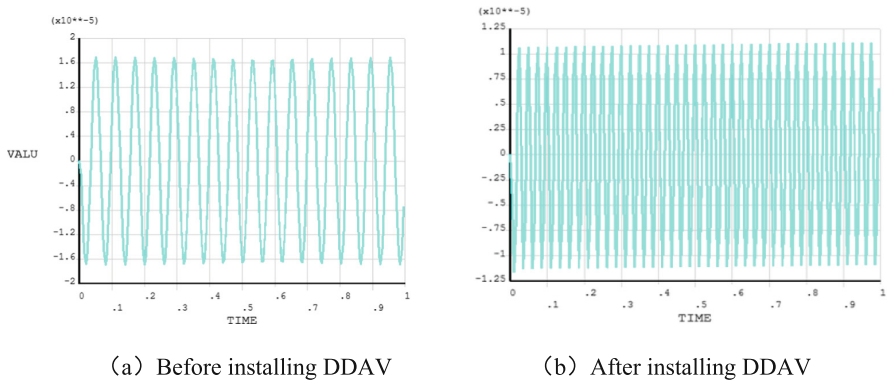 (x10**-5)
2
1.6
1.2
.8
.4
0
-.4
-.8
-1.2
-1.6
-2
VALU
0 .2 .4 .6 .8 1
.1 .3 .5 .7 .9
TIME
(x10**-5)
1.25
1
.75
.5
.25
0
-.25
-.5
-.75
-1
-1.25
0 .2 .4 .6 .8 1
.1 .3 .5 .7 .9
TIME
(a) Before installing DDAV
(b) After installing DDAV